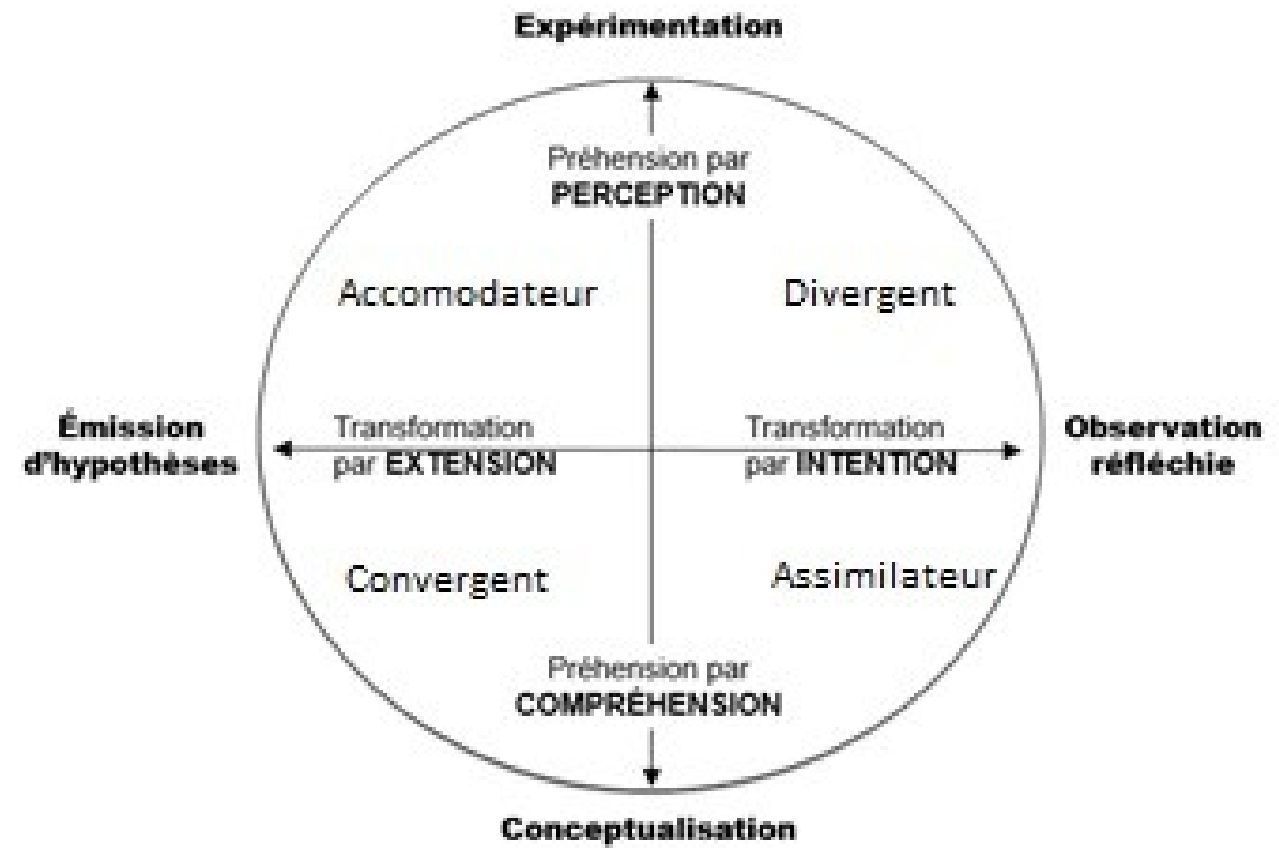 Expérimentation
Préhension par
PERCEPTION
Accomodateur
Divergent
Émission
d'hypothèses
Transformation
par EXTENSION
Transformation
par INTENTION
Observation
réfléchie
Convergent
Assimilateur
Préhension par
COMPRÉHENSION
Conceptualisation